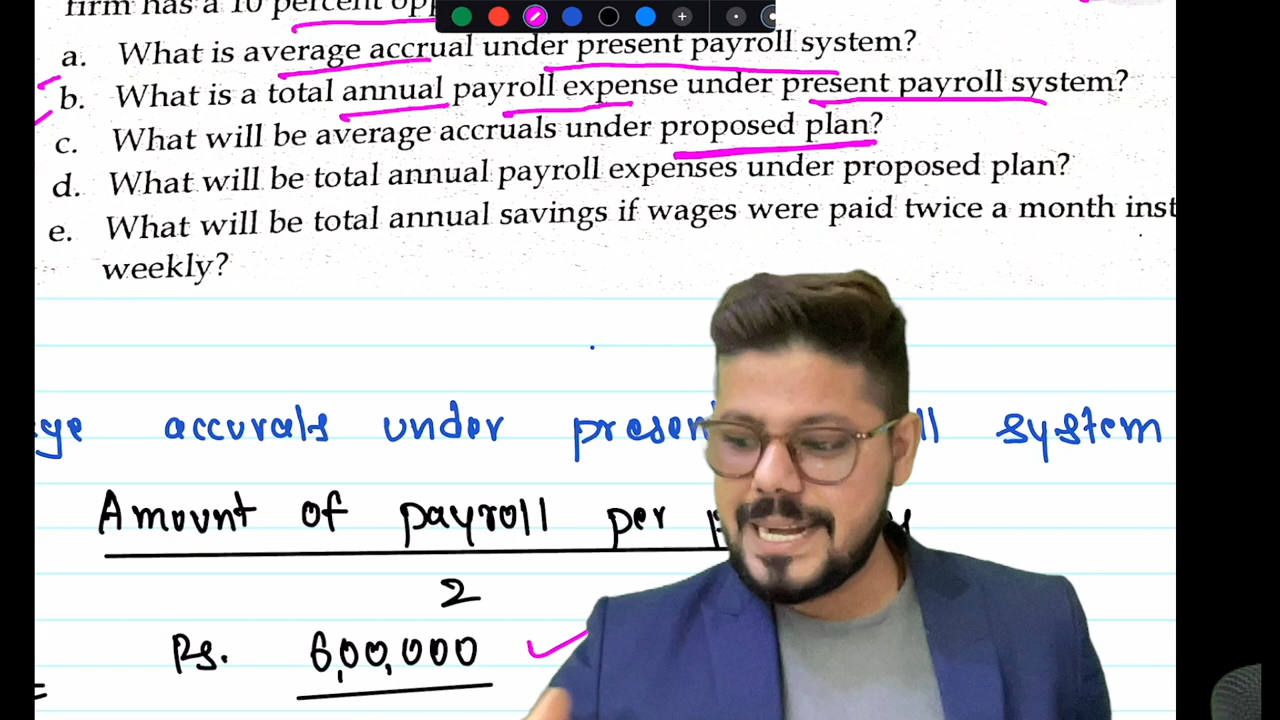 firm has a 10 percent
a. What is average accrual under present payroll system?
b. What is a total annual payroll expense under present payroll system?
c. What will be average accruals under proposed plan?
d. What will be total annual payroll expenses under proposed plan?
e. What will be total annual savings if wages were paid twice a month inst
weekly?
accurals under presen ll system
Amount of payroll per
2
Rs. 6,00,000
=